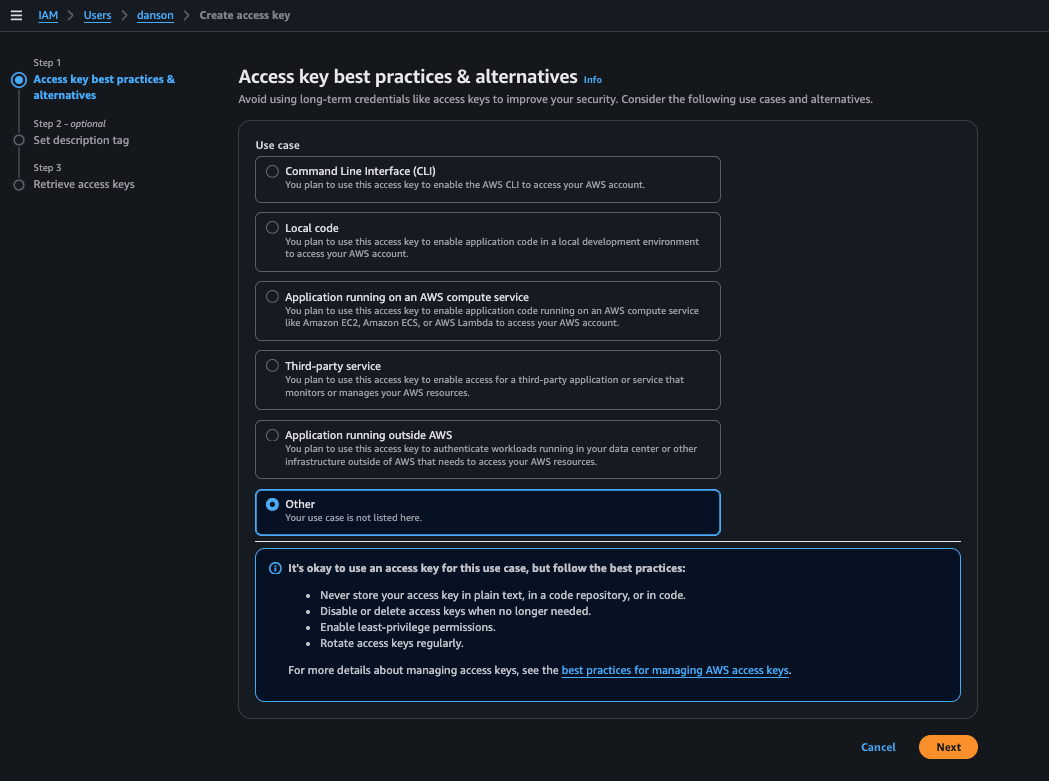 IAM > Users > danson > Create access key
Step 1
Access key best practices &
alternatives
Step 2 - optional
Set description tag
Step 3
Retrieve access keys
Access key best practices & alternatives Info
Avoid using long-term credentials like access keys to improve your security. Consider the following use cases and alternatives.
Use case
Command Line Interface (CLI)
You plan to use this access key to enable the AWS CLI to access your AWS account.
Local code
You plan to use this access key to enable application code in a local development environment
to access your AWS account.
Application running on an AWS compute service
You plan to use this access key to enable application code running on an AWS compute service
like Amazon EC2, Amazon ECS, or AWS Lambda to access your AWS account.
Third-party service
You plan to use this access key to enable access for a third-party application or service that
monitors or manages your AWS resources.
Application running outside AWS
You plan to use this access key to authenticate workloads running in your data center or other
infrastructure outside of AWS that needs to access your AWS resources.
Other
Your use case is not listed here.
It's okay to use an access key for this use case, but follow the best practices:
• Never store your access key in plain text, in a code repository, or in code.
• Disable or delete access keys when no longer needed.
• Enable least-privilege permissions.
• Rotate access keys regularly.
For more details about managing access keys, see the best practices for managing AWS access keys.
Cancel
Next